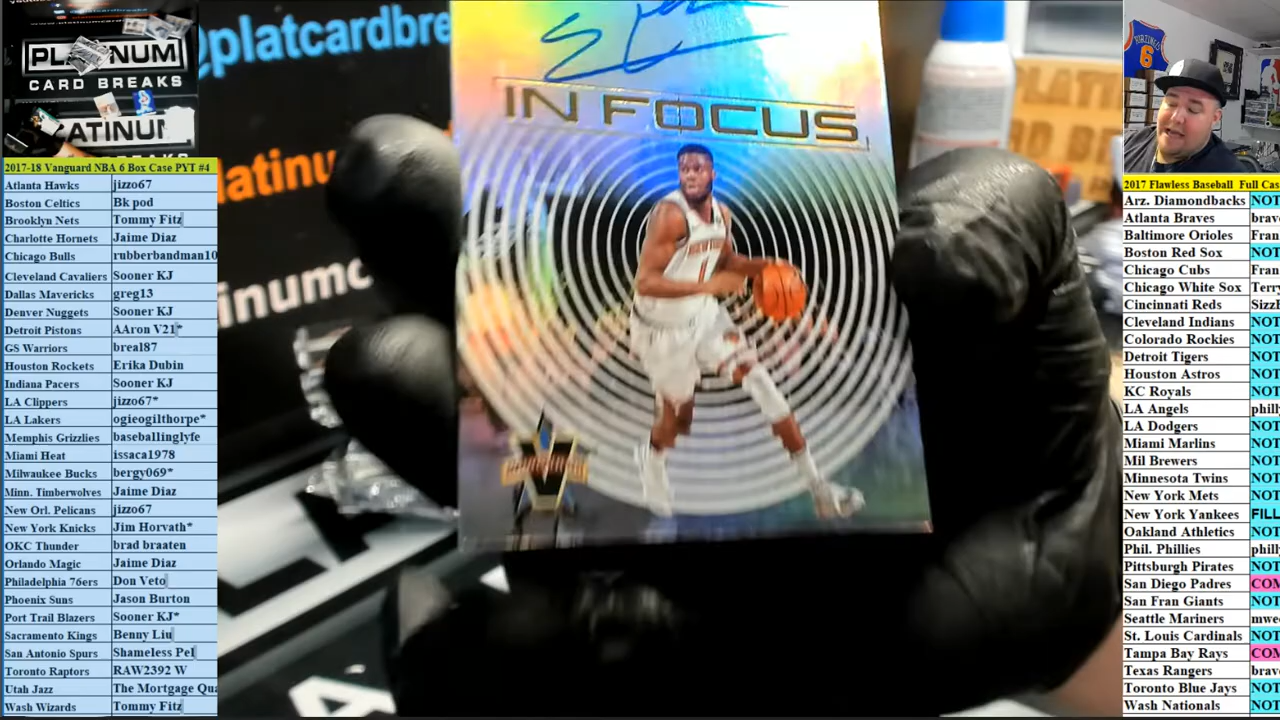 PLATINUM
CARD BREAKS
ATINUM
@platcardbre
latinu
inumc
IN FOCUS
2017-18 Vanguard NBA 6 Box Case PYT #4
Atlanta Hawks jizzo67
Boston Celtics Bk pod
Brooklyn Nets Tommy Fitz
Charlotte Hornets Jaime Diaz
Chicago Bulls rubberbandman10
Cleveland Cavaliers Sooner KJ
Dallas Mavericks greg13
Denver Nuggets Sooner KJ
Detroit Pistons AAron V21*
GS Warriors breal87
Houston Rockets Erika Dubin
Indiana Pacers Sooner KJ
LA Clippers jizzo67*
LA Lakers ogieogilthorpe*
Memphis Grizzlies baseballinglyfe
Miami Heat issaca1978
Milwaukee Bucks bergy069*
Minn. Timberwolves Jaime Diaz
New Orl. Pelicans jizzo67
New York Knicks Jim Horvath*
OKC Thunder brad braaten
Orlando Magic Jaime Diaz
Philadelphia 76ers Don Veto
Phoenix Suns Jason Burton
Port Trail Blazers Sooner KJ*
Sacramento Kings Benny Liu
San Antonio Spurs Shameless Pel
Toronto Raptors RAW2392 W
Utah Jazz The Mortgage Qua
Wash Wizards Tommy Fitz
6
2017 Flawless Baseball Full Cas
Arz. Diamondbacks NOT
Atlanta Braves brav
Baltimore Orioles Fran
Boston Red Sox NOT
Chicago Cubs Fran
Chicago White Sox Terry
Cincinnati Reds SizzE
Cleveland Indians NOT
Colorado Rockies NOT
Detroit Tigers NOT
Houston Astros NOT
KC Royals NOT
LA Angels philly
LA Dodgers NOT
Miami Marlins NOT
Mil Brewers NOT
Minnesota Twins NOT
New York Mets NOT
New York Yankees FILL
Oakland Athletics NOT
Phil. Phillies philly
Pittsburgh Pirates NOT
San Diego Padres COM
San Fran Giants NOT
Seattle Mariners mwe
St. Louis Cardinals NOT
Tampa Bay Rays COM
Texas Rangers brav
Toronto Blue Jays NOT
Wash Nationals NOT